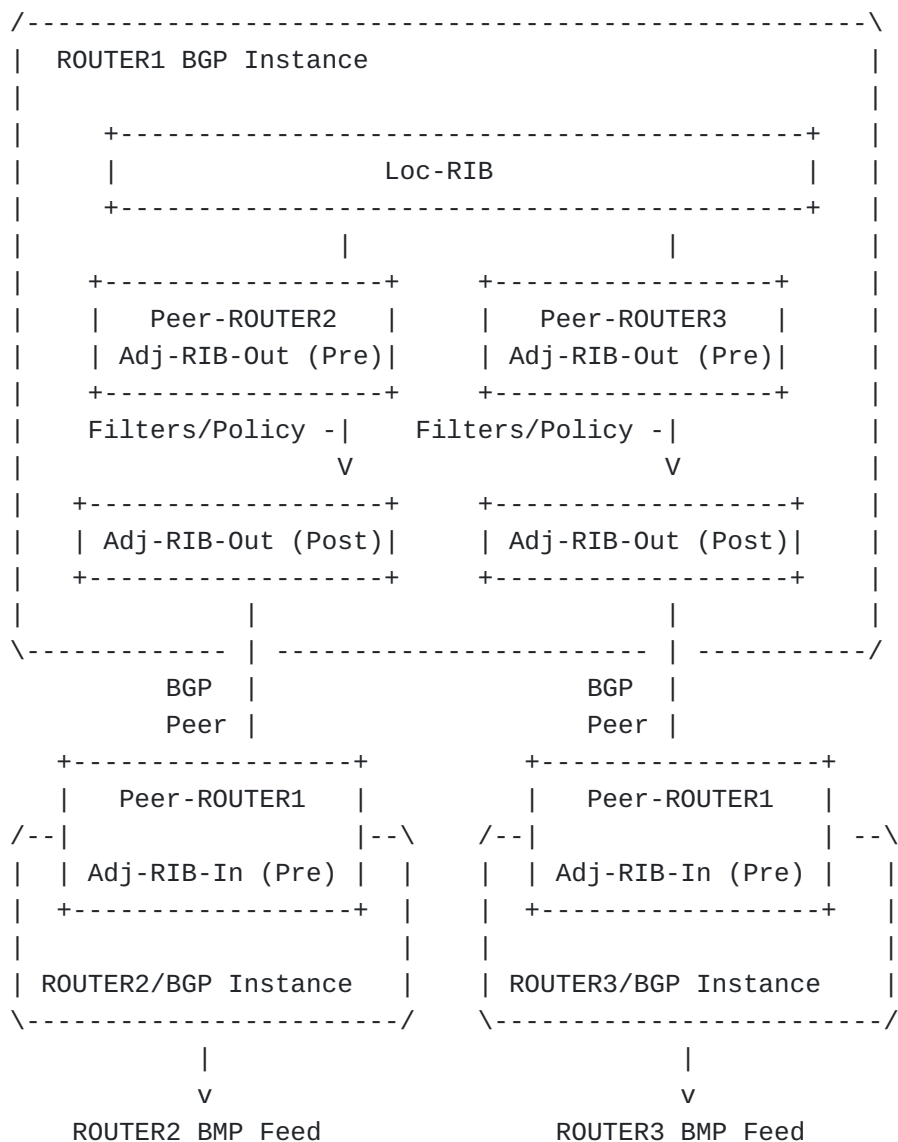 ROUTER1 BGP Instance
Loc-RIB
Peer-ROUTER2 Peer-ROUTER3
Adj-RIB-Out (Pre) Adj-RIB-Out (Pre)
Filters/Policy - Filters/Policy -
V V
Adj-RIB-Out (Post) Adj-RIB-Out (Post)
BGP BGP
Peer Peer
Peer-ROUTER1 Peer-ROUTER1
Adj-RIB-In (Pre) Adj-RIB-In (Pre)
ROUTER2/BGP Instance ROUTER3/BGP Instance
v v
ROUTER2 BMP Feed ROUTER3 BMP Feed